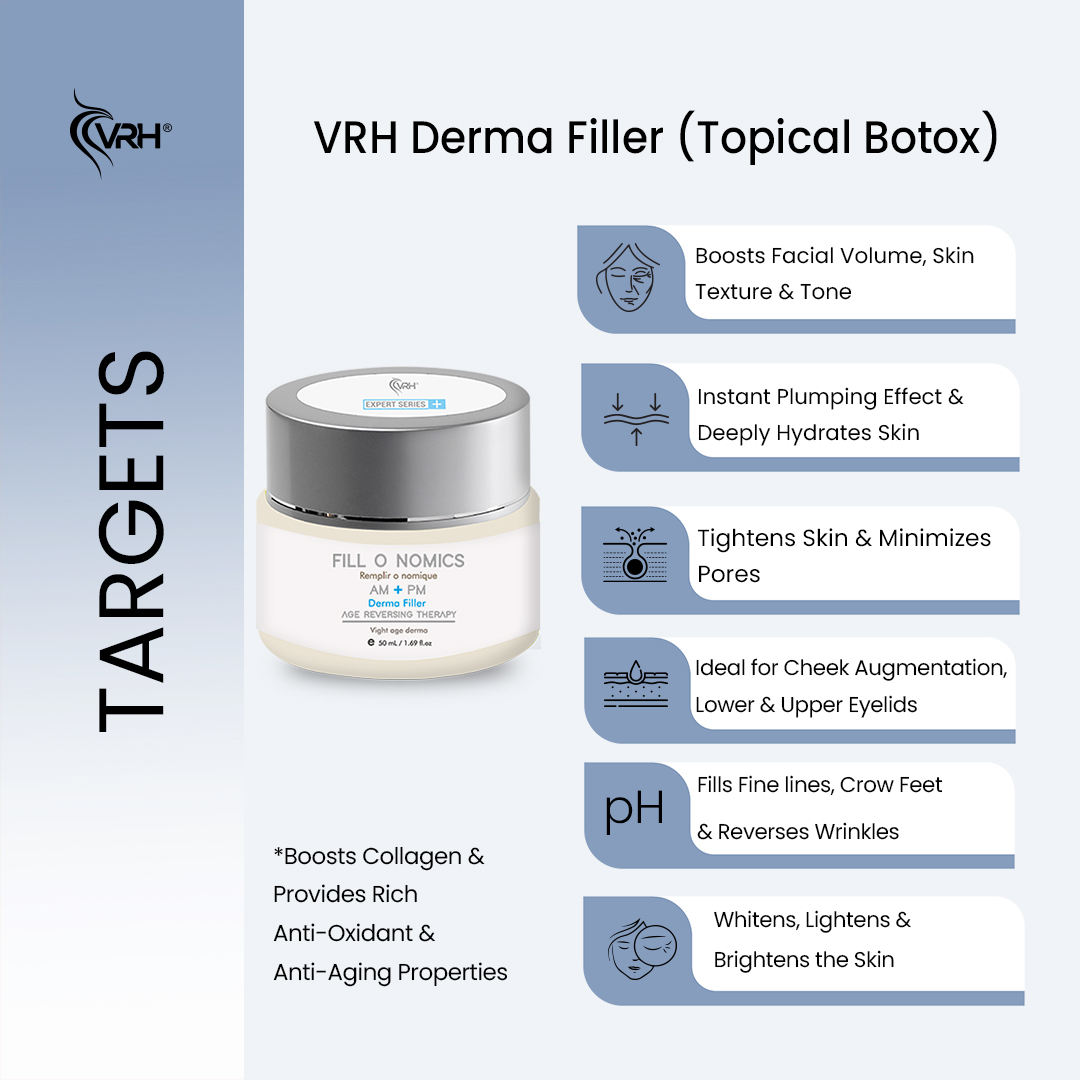 VRH®
VRH Derma Filler (Topical Botox)
TARGETS
Boosts Facial Volume, Skin
Texture & Tone
Instant Plumping Effect &
Deeply Hydrates Skin
Tightens Skin & Minimizes
Pores
Ideal for Cheek Augmentation,
Lower & Upper Eyelids
pH
Fills Fine lines, Crow Feet
& Reverses Wrinkles
Whitens, Lightens &
Brightens the Skin
VRH
EXPERT SERIES +
FILL O NOMICS
Remplir o nomique
AM + PM
Derma Filler
AGE REVERSING THERAPY
Vight age derma
e 50 mL / 1.69 fl.oz
*Boosts Collagen &
Provides Rich
Anti-Oxidant &
Anti-Aging Properties